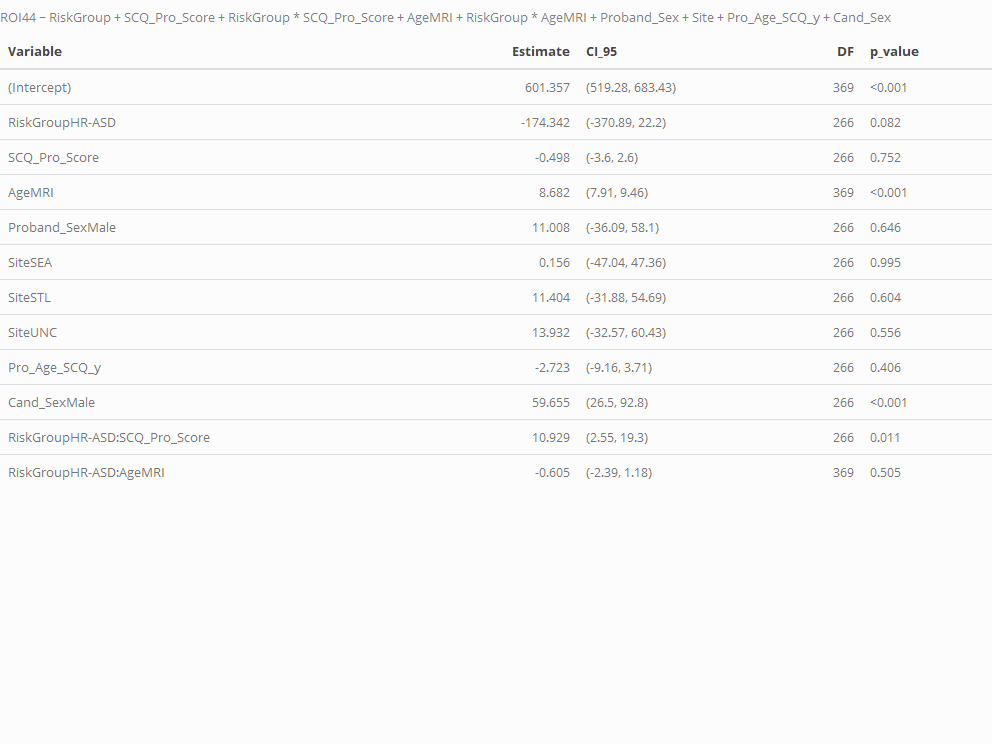 ROI44 ~ RiskGroup + SCQ_Pro_Score + RiskGroup * SCQ_Pro_Score + AgeMRI + RiskGroup * AgeMRI + Proband_Sex + Site + Pro_Age_SCQ_y + Cand_Sex
Variable Estimate CI_95 DF p_value
(Intercept) 601.357 (519.28, 683.43) 369 <0.001
RiskGroupHR-ASD -174.342 (-370.89, 22.2) 266 0.082
SCQ_Pro_Score -0.498 (-3.6, 2.6) 266 0.752
AgeMRI 8.682 (7.91, 9.46) 369 <0.001
Proband_SexMale 11.008 (-36.09, 58.1) 266 0.646
SiteSEA 0.156 (-47.04, 47.36) 266 0.995
SiteSTL 11.404 (-31.88, 54.69) 266 0.604
SiteUNC 13.932 (-32.57, 60.43) 266 0.556
Pro_Age_SCQ_y -2.723 (-9.16, 3.71) 266 0.406
Cand_SexMale 59.655 (26.5, 92.8) 266 <0.001
RiskGroupHR-ASD:SCQ_Pro_Score 10.929 (2.55, 19.3) 266 0.011
RiskGroupHR-ASD:AgeMRI -0.605 (-2.39, 1.18) 369 0.505